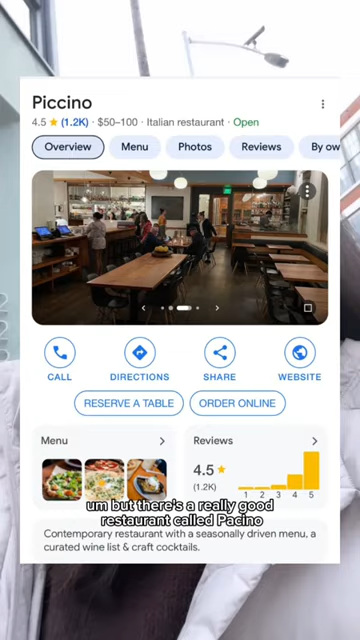 Piccino
4.5 (1.2K) · $50–100 · Italian restaurant · Open
Overview Menu Photos Reviews By ow
CALL DIRECTIONS SHARE WEBSITE
RESERVE A TABLE ORDER ONLINE
Menu
Reviews
4.5
(1.2K)
1 2 3 4 5
um but there's a really good
restaurant called Pacino
Contemporary restaurant with a seasonally driven menu, a
curated wine list & craft cocktails.